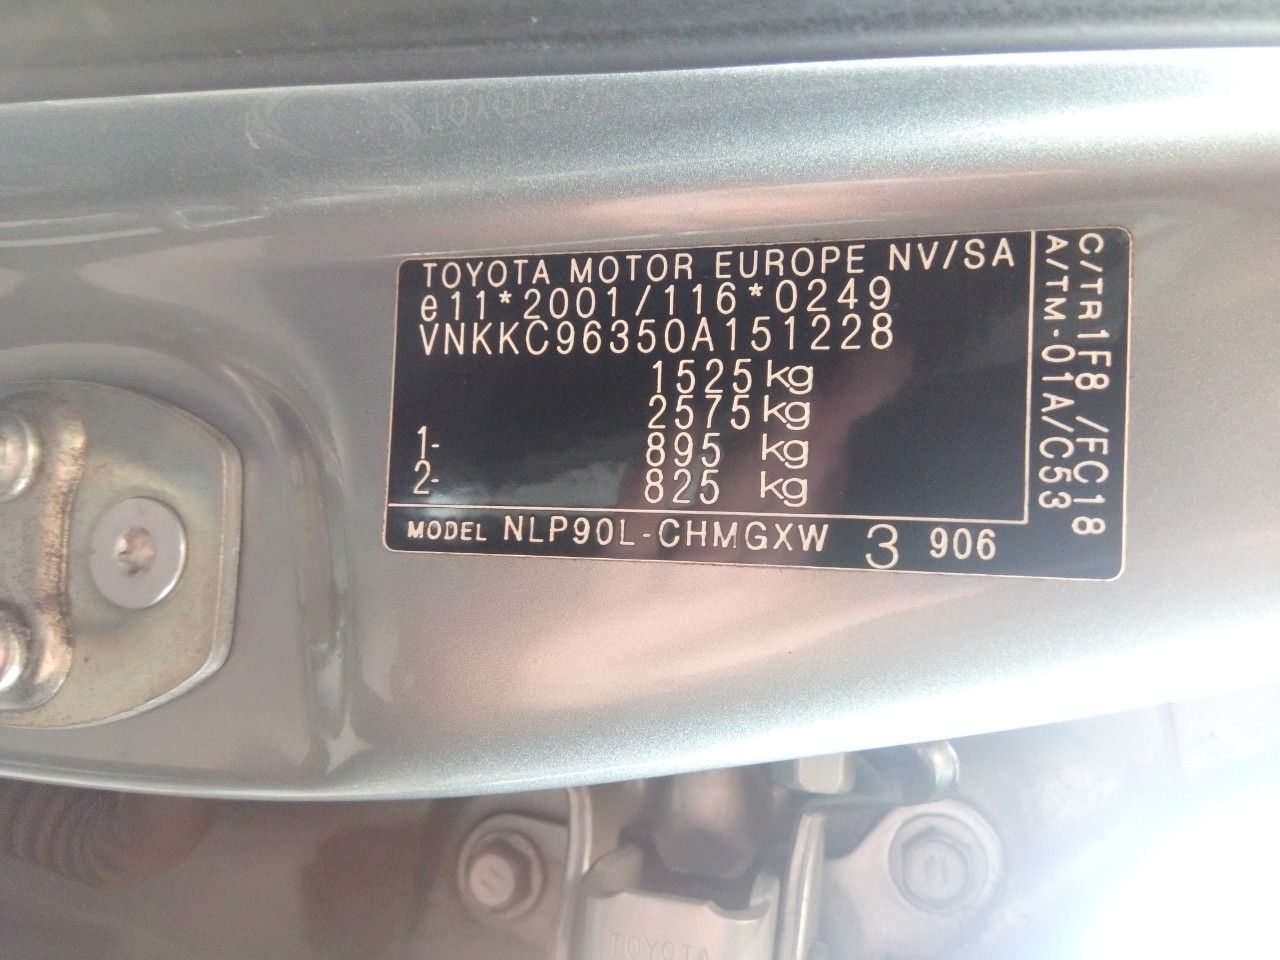 TOYOTA MOTOR EUROPE NV/SA
e11*2001/116*0249
VNKKC96350A151228
1525 kg
2575 kg
1- 895 kg
2- 825 kg
MODEL NLP90L-CHMGXW 3 906
C/TR1F8 /FC18
A/TM-01A/C53
TOYOTA